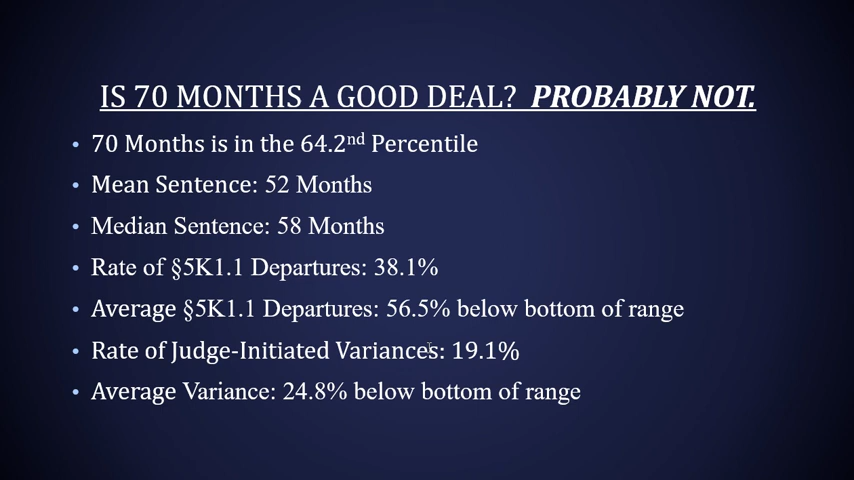 IS 70 MONTHS A GOOD DEAL? PROBABLY NOT.
• 70 Months is in the 64.2nd Percentile
• Mean Sentence: 52 Months
• Median Sentence: 58 Months
• Rate of §5K1.1 Departures: 38.1%
• Average §5K1.1 Departures: 56.5% below bottom of range
• Rate of Judge-Initiated Variances: 19.1%
• Average Variance: 24.8% below bottom of range